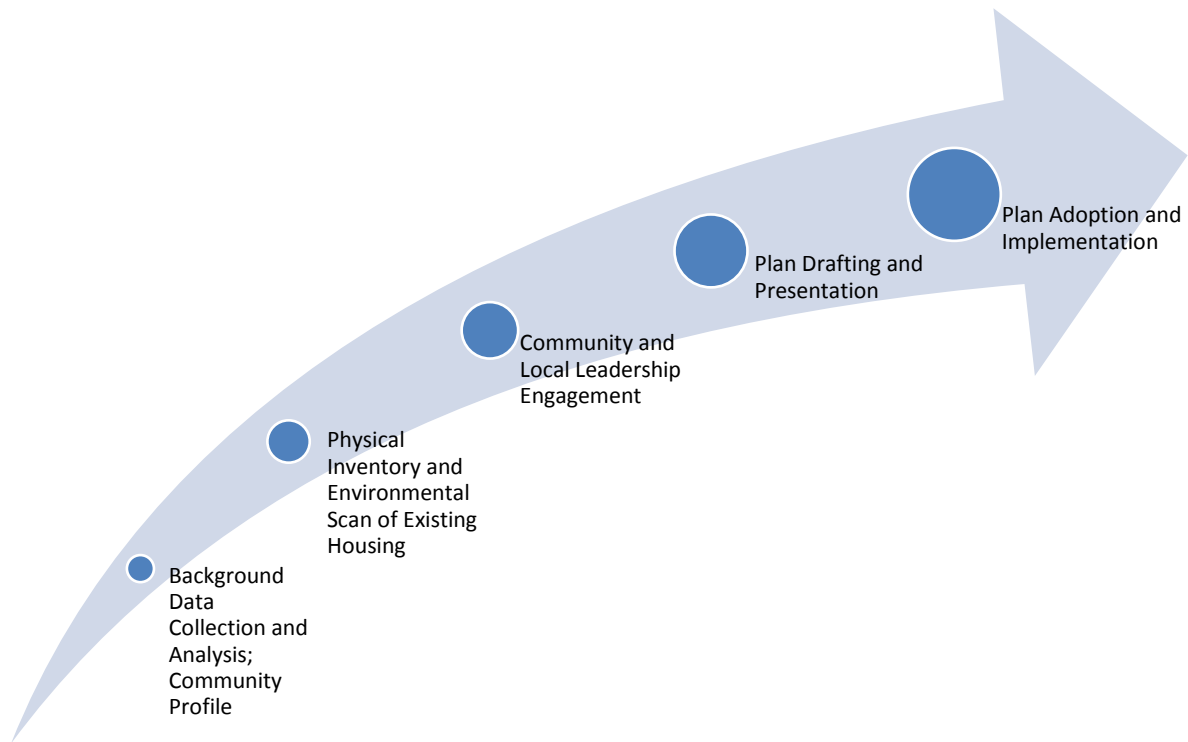 Background
Data
Collection and
Analysis;
Community
Profile
Physical
Inventory and
Environmental
Scan of Existing
Housing
Community and
Local Leadership
Engagement
Plan Drafting and
Presentation
Plan Adoption and
Implementation